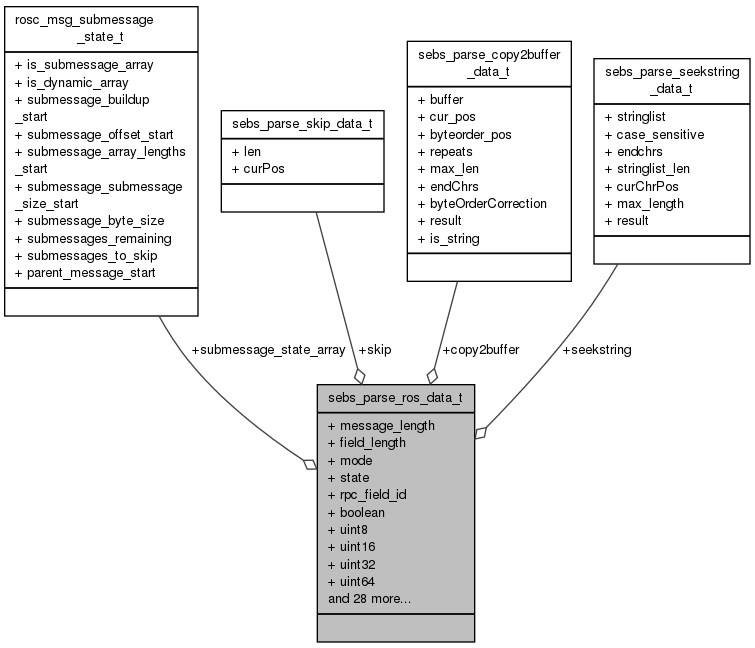 rosc_msg_submessage
_state_t
+ is_submessage_array
+ is_dynamic_array
+ submessage_buildup
_start
+ submessage_offset_start
+ submessage_array_lengths
_start
+ submessage_submessage
_size_start
+ submessage_byte_size
+ submessages_remaining
+ submessages_to_skip
+ parent_message_start
sebs_parse_skip_data_t
+ len
+ curPos
sebs_parse_copy2buffer
_data_t
+ buffer
+ cur_pos
+ byteorder_pos
+ repeats
+ max_len
+ endChrs
+ byteOrderCorrection
+ result
+ is_string
sebs_parse_seekstring
_data_t
+ stringlist
+ case_sensitive
+ endchrs
+ stringlist_len
+ curChrPos
+ max_length
+ result
+submessage_state_array
+skip
+copy2buffer
+seekstring
sebs_parse_ros_data_t
+ message_length
+ field_length
+ mode
+ state
+ rpc_field_id
+ boolean
+ uint8
+ uint16
+ uint32
+ uint64
and 28 more...